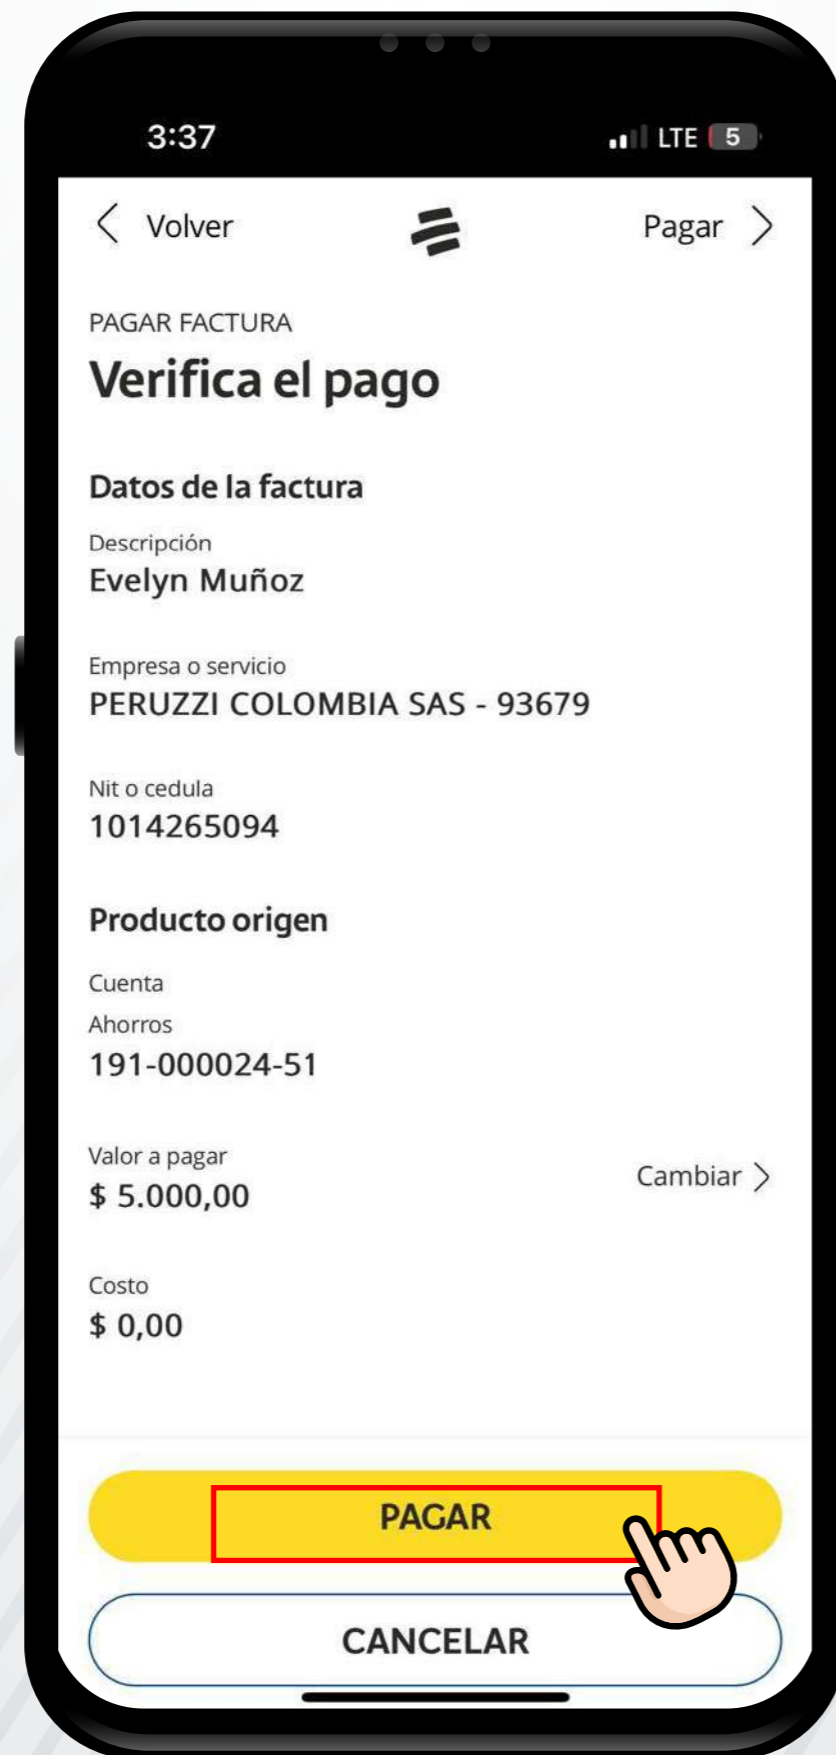 3:37
LTE 5
Volver
Pagar
PAGAR FACTURA
Verifica el pago
Datos de la factura
Descripción
Evelyn Muñoz
Empresa o servicio
PERUZZI COLOMBIA SAS - 93679
Nit o cedula
1014265094
Producto origen
Cuenta
Ahorros
191-000024-51
Valor a pagar
$ 5.000,00
Cambiar
Costo
$ 0,00
PAGAR
CANCELAR